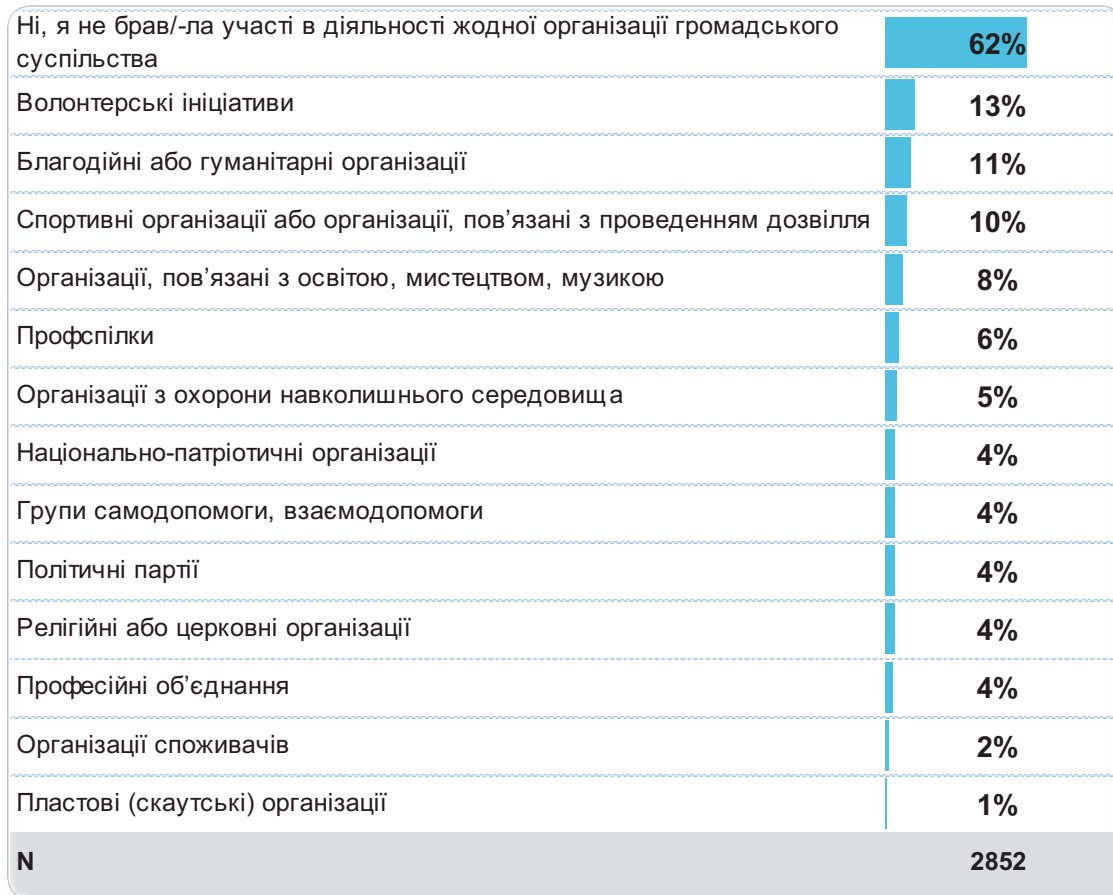 Ні, я не брав/-ла участі в діяльності жодної організації громадського
суспільства 62%
Волонтерські ініціативи 13%
Благодійні або гуманітарні організації 11%
Спортивні організації або організації, пов’язані з проведенням дозвілля 10%
Організації, пов’язані з освітою, мистецтвом, музикою 8%
Профспілки 6%
Організації з охорони навколишнього середовища 5%
Національно-патріотичні організації 4%
Групи самодопомоги, взаємодопомоги 4%
Політичні партії 4%
Релігійні або церковні організації 4%
Професійні об’єднання 4%
Організації споживачів 2%
Пластові (скаутські) організації 1%
N 2852